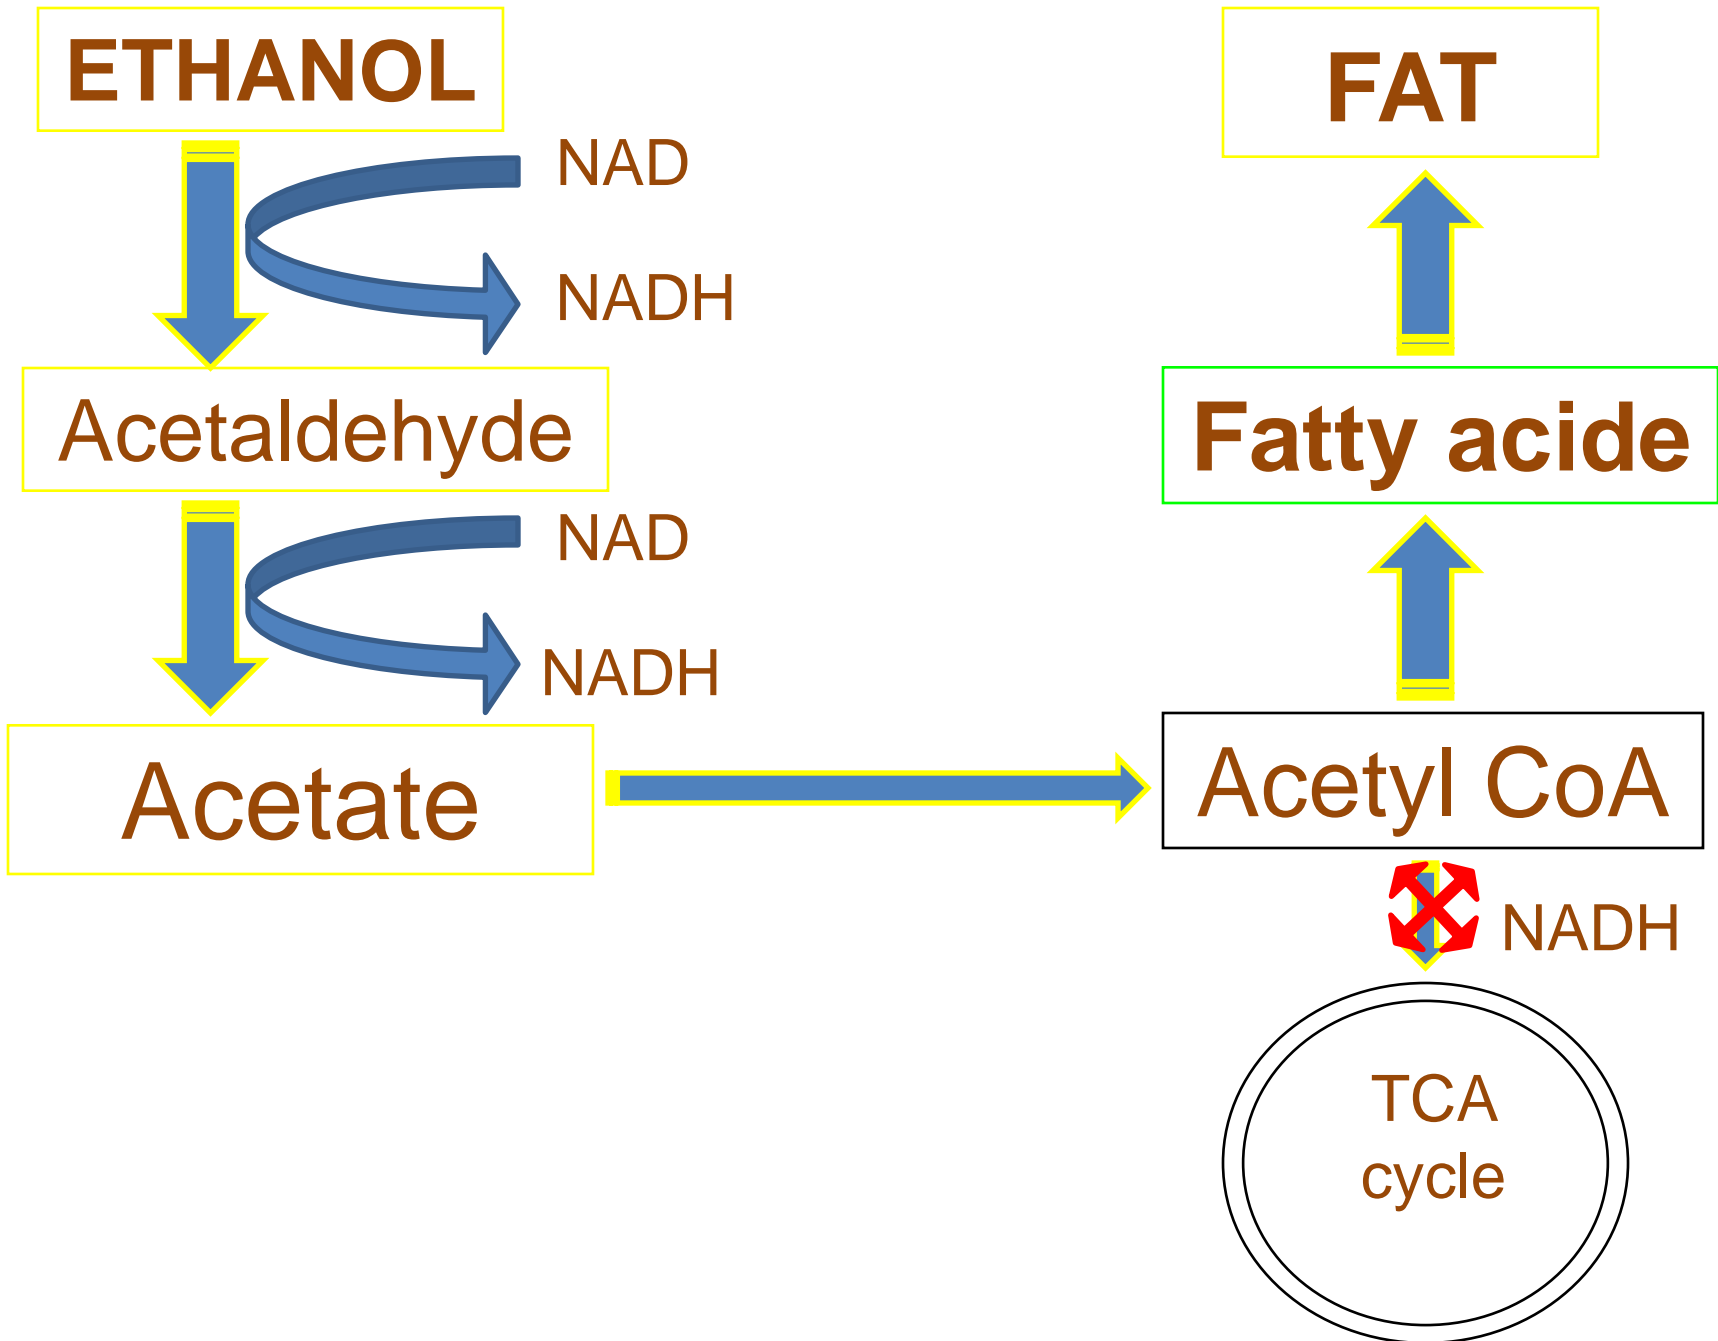 ETHANOL
NAD
NADH
Acetaldehyde
NAD
NADH
Acetate
FAT
Fatty acide
Acetyl CoA
NADH
TCA
cycle